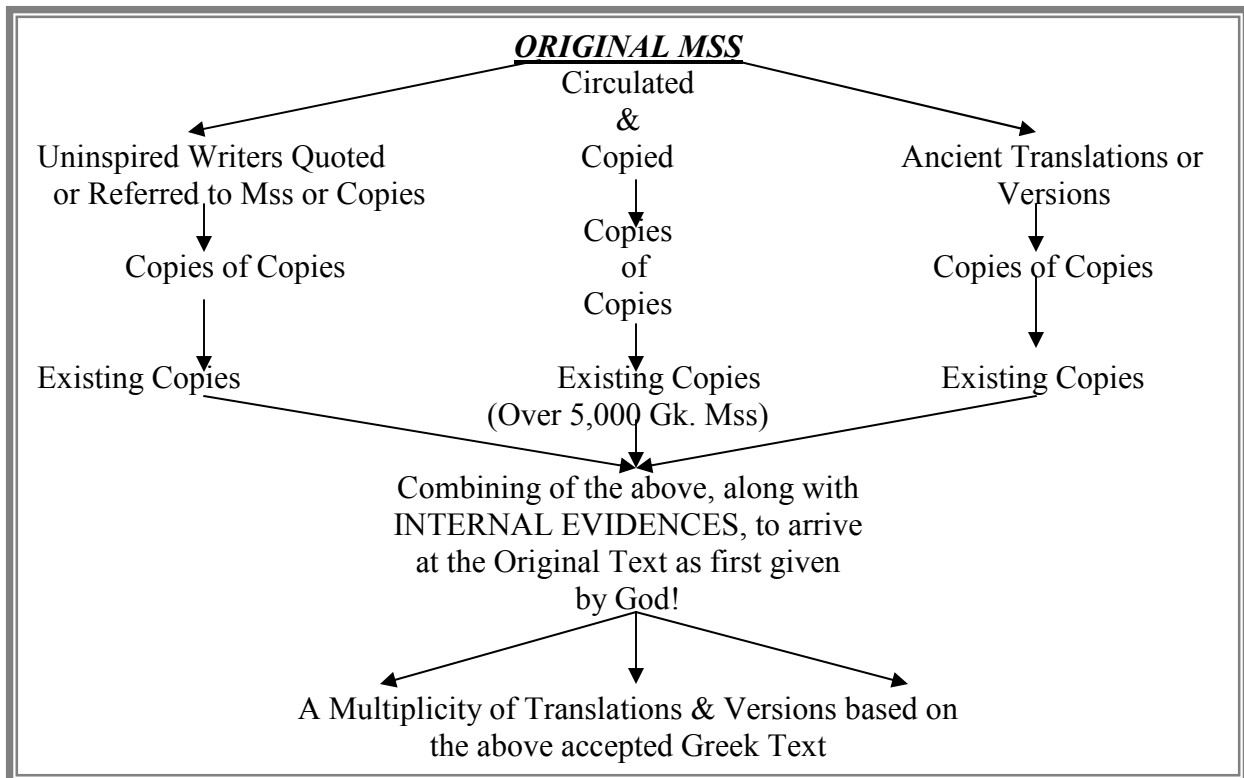 ORIGINAL MSS
Circulated
&
Copied
Uninspired Writers Quoted
or Referred to Mss or Copies
Ancient Translations or
Versions
Copies of Copies
Copies
of
Copies
Copies of Copies
Existing Copies
Existing Copies
(Over 5,000 Gk. Mss)
Existing Copies
Combining of the above, along with
INTERNAL EVIDENCES, to arrive
at the Original Text as first given
by God!
A Multiplicity of Translations & Versions based on
the above accepted Greek Text